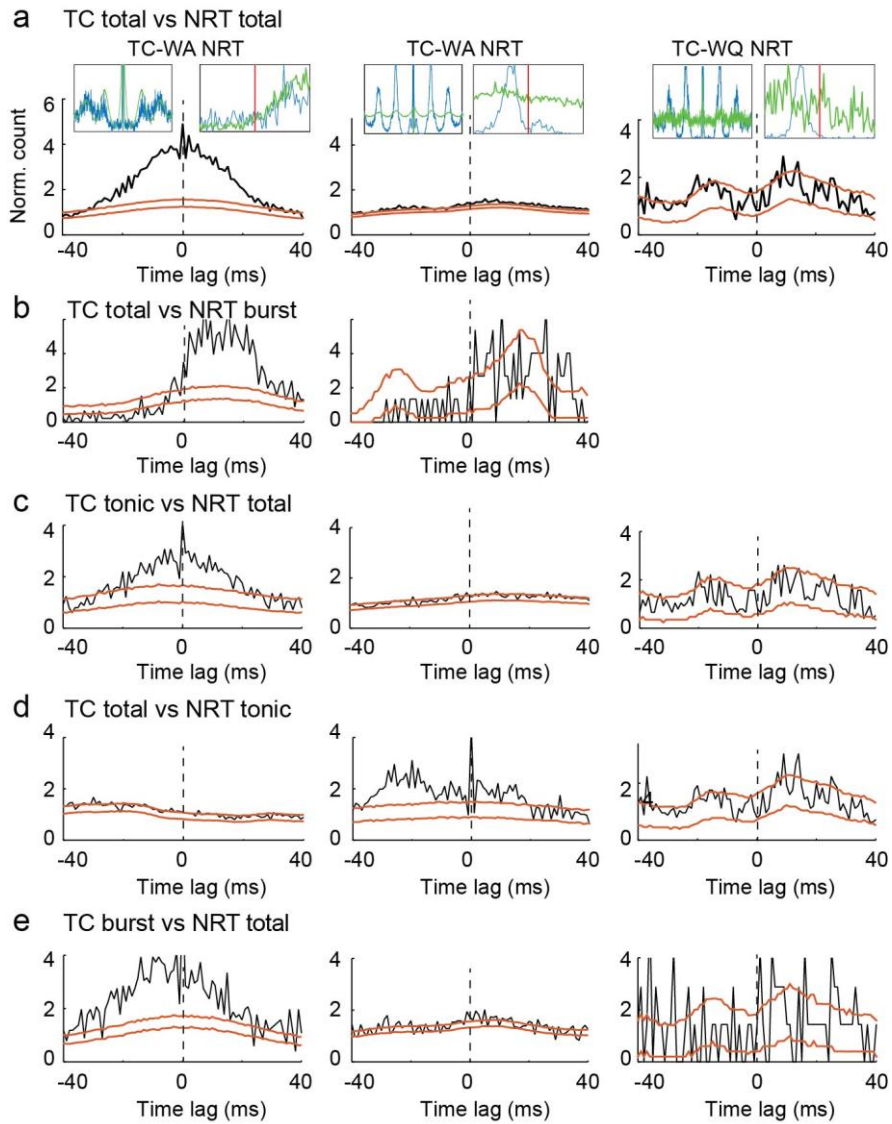 a TC total vs NRT total
TC-WA NRT TC-WA NRT TC-WQ NRT
Norm. count
6
4
2
0
4
2
0
4
2
0
-40 0 40 -40 0 40 -40 0 40
Time lag (ms) Time lag (ms) Time lag (ms)
b TC total vs NRT burst
4
2
0
4
2
0
-40 0 40 -40 0 40
Time lag (ms) Time lag (ms)
c TC tonic vs NRT total
4
2
0
4
2
0
4
2
0
-40 0 40 -40 0 40 -40 0 40
Time lag (ms) Time lag (ms) Time lag (ms)
d TC total vs NRT tonic
4
2
0
4
2
0
2
4
0
-40 0 40 -40 0 40 -40 0 40
Time lag (ms) Time lag (ms) Time lag (ms)
e TC burst vs NRT total
4
2
0
4
2
0
4
2
0
-40 0 40 -40 0 40 -40 0 40
Time lag (ms) Time lag (ms) Time lag (ms)